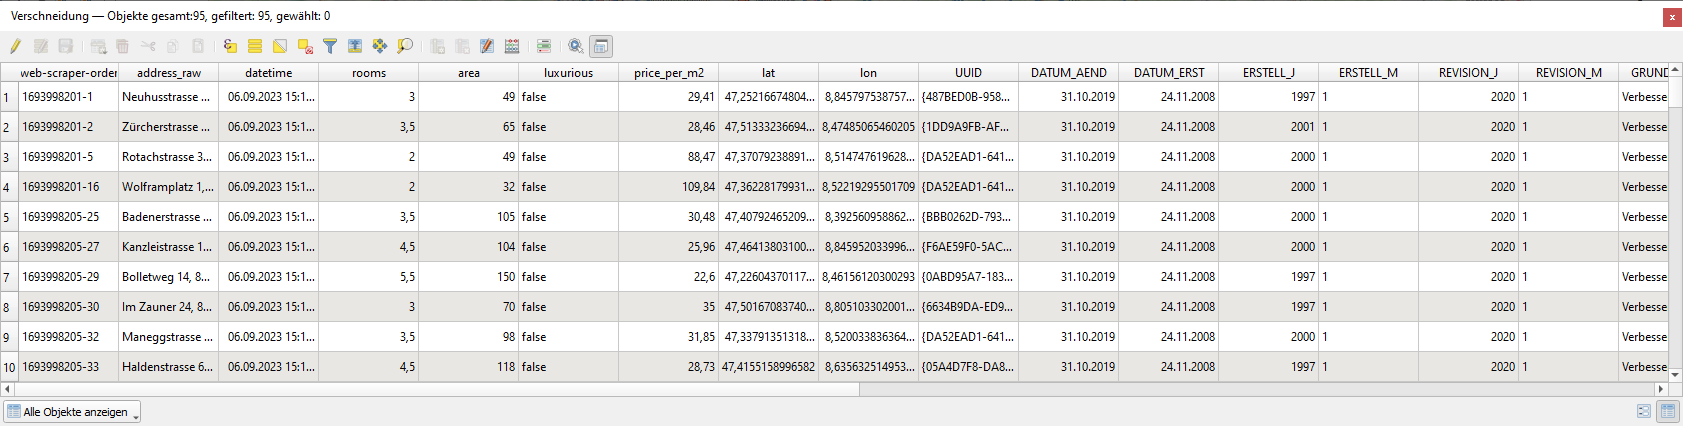 Verschneidung — Objekte gesamt:95, gefiltert: 95, gewählt: 0
web-scraper-order address_raw datetime rooms area luxurious price_per_m2 lat lon UUID DATUM_AEND DATUM_ERST ERSTELL_J ERSTELL_M REVISION_J REVISION_M GRUND
1 1693998201-1 Neuhusstrasse ... 06.09.2023 15:1... 3 49 false 29,41 47,25216674804... 8,845797538757... {487BED0B-958... 31.10.2019 24.11.2008 1997 1 2020 1 Verbesse
2 1693998201-2 Zürcherstrasse ... 06.09.2023 15:1... 3,5 65 false 28,46 47,51333236694... 8,47485065460205 {1DD9A9FB-AF... 31.10.2019 24.11.2008 2001 1 2020 1 Verbesse
3 1693998201-5 Rotachstrasse 3... 06.09.2023 15:1... 2 49 false 88,47 47,37079238891... 8,514747619628... {DA52EAD1-641... 31.10.2019 24.11.2008 2000 1 2020 1 Verbesse
4 1693998201-16 Wolframplatz 1,... 06.09.2023 15:1... 2 32 false 109,84 47,36228179931... 8,52219295501709 {DA52EAD1-641... 31.10.2019 24.11.2008 2000 1 2020 1 Verbesse
5 1693998205-25 Badenerstrasse ... 06.09.2023 15:1... 3,5 105 false 30,48 47,40792465209... 8,392560958862... {BBB0262D-793... 31.10.2019 24.11.2008 2000 1 2020 1 Verbesse
6 1693998205-27 Kanzleistrasse 1... 06.09.2023 15:1... 4,5 104 false 25,96 47,46413803100... 8,845952033996... {F6AE59F0-5AC... 31.10.2019 24.11.2008 2000 1 2020 1 Verbesse
7 1693998205-29 Bolletweg 14, 8... 06.09.2023 15:1... 5,5 150 false 22,6 47,22604370117... 8,46156120300293 {0ABD95A7-183... 31.10.2019 24.11.2008 1997 1 2020 1 Verbesse
8 1693998205-30 Im Zauner 24, 8... 06.09.2023 15:1... 3 70 false 35 47,50167083740... 8,805103302001... {6634B9DA-ED9... 31.10.2019 24.11.2008 1997 1 2020 1 Verbesse
9 1693998205-32 Maneggstrasse ... 06.09.2023 15:1... 3,5 98 false 31,85 47,33791351318... 8,520033836364... {DA52EAD1-641... 31.10.2019 24.11.2008 2000 1 2020 1 Verbesse
10 1693998205-33 Haldenstrasse 6... 06.09.2023 15:1... 4,5 118 false 28,73 47,4155158996582 8,635632514953... {05A4D7F8-DA8... 31.10.2019 24.11.2008 1997 1 2020 1 Verbesse
Alle Objekte anzeigen